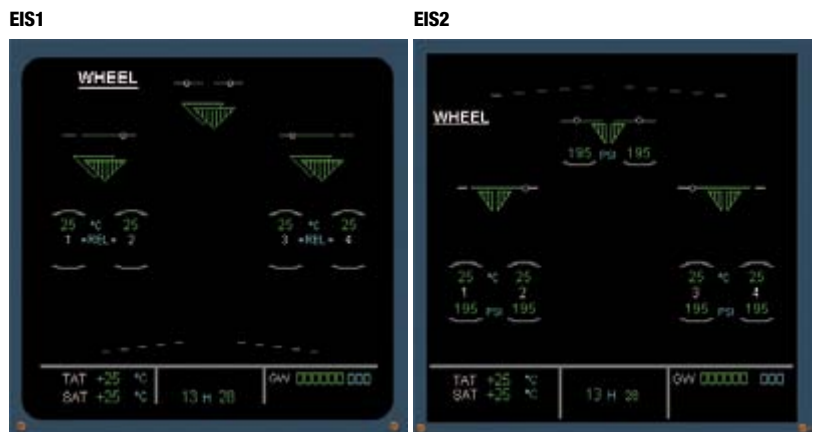 EIS1
EIS2
WHEEL
25 °C 25
1 REL 2
25 °C 25
3 REL 4
TAT +25 °C
SAT +25 °C
13 H 28
GW
WHEEL
195 PSI 195
25 °C 25
1 2
195 PSI 195
25 °C 25
3 4
195 PSI 195
TAT +25 °C
SAT +25 °C
13 H 28
GW